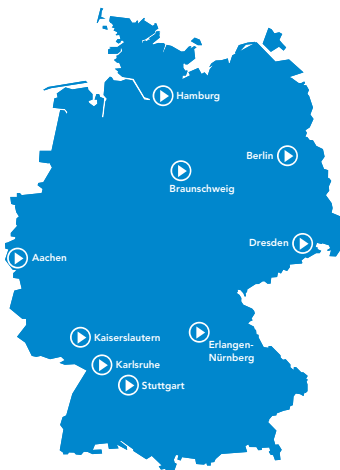 Hamburg
Berlin
Braunschweig
Dresden
Aachen
Kaiserslautern
Erlangen-
Nürnberg
Karlsruhe
Stuttgart